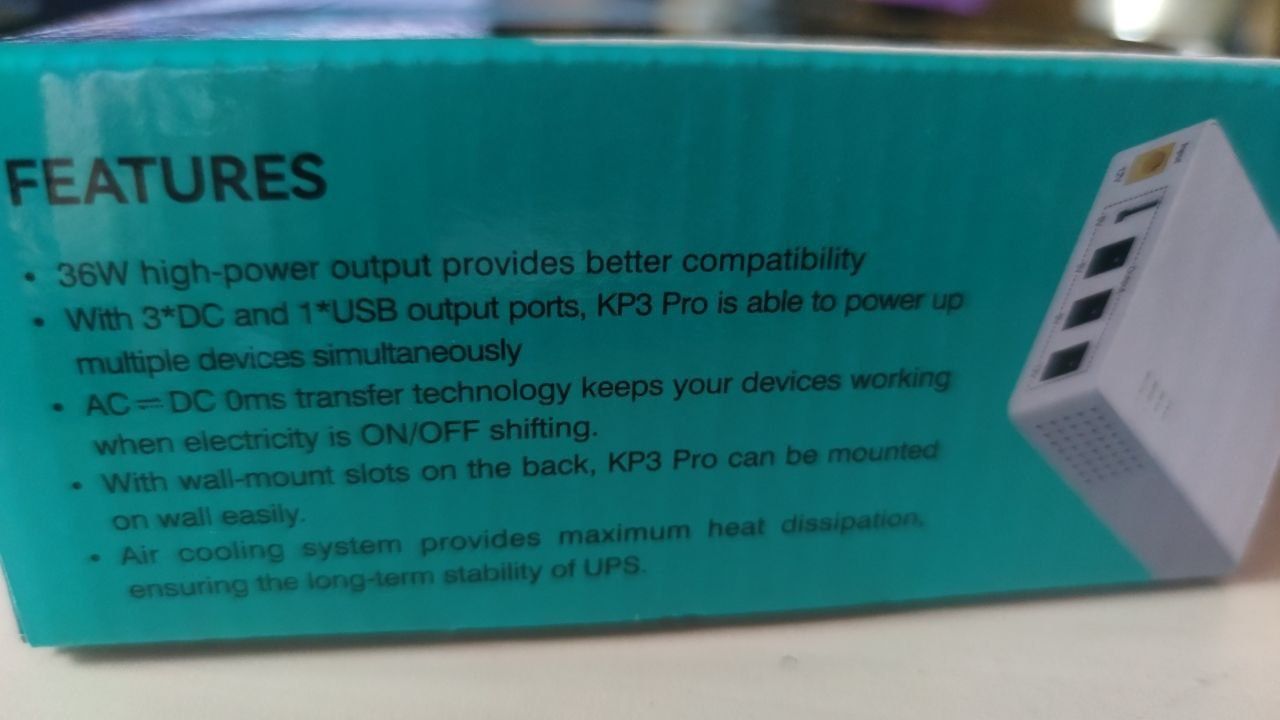 FEATURES
• 36W high-power output provides better compatibility
• With 3*DC and 1*USB output ports, KP3 Pro is able to power up
multiple devices simultaneously
• AC⇌DC 0ms transfer technology keeps your devices working
when electricity is ON/OFF shifting.
• With wall-mount slots on the back, KP3 Pro can be mounted
on wall easily.
• Air cooling system provides maximum heat dissipation,
ensuring the long-term stability of UPS.
Input
12V